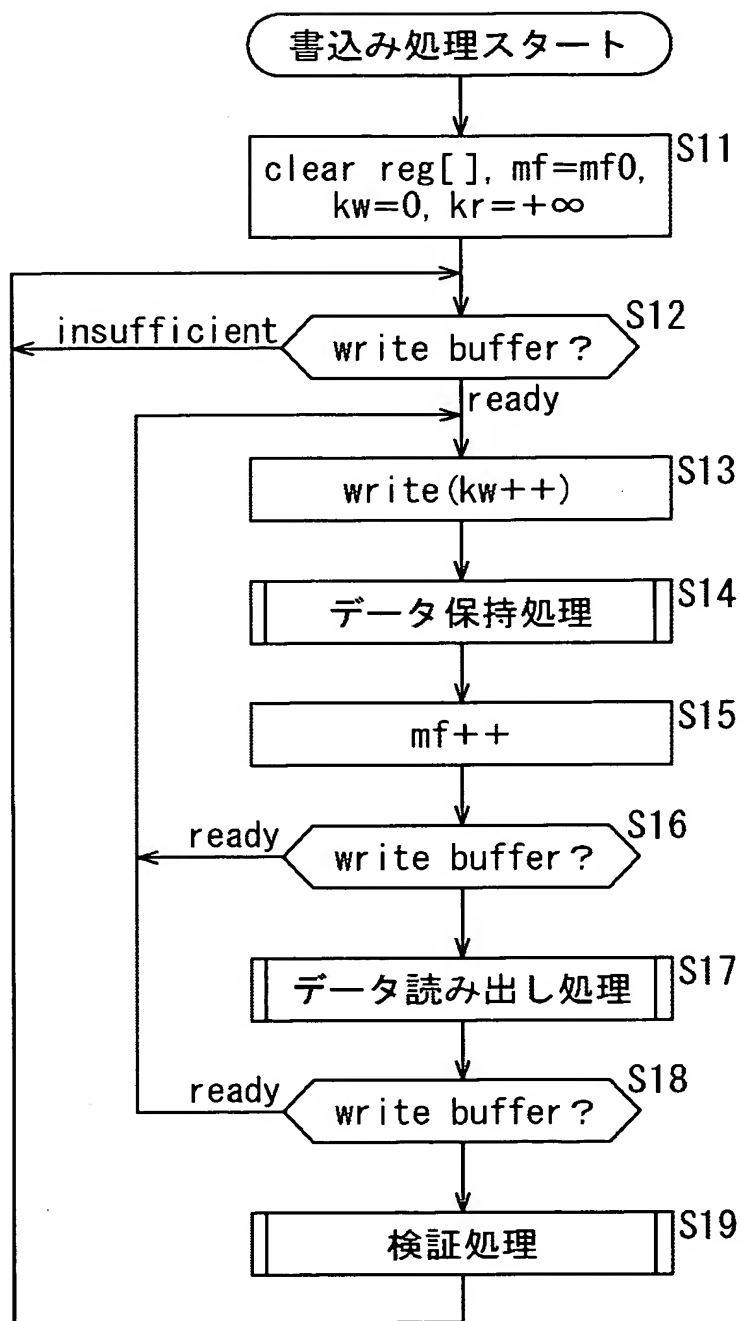 書込み処理スタート
S11
clear reg[ ], mf=mf0,
kw=0, kr=+∞
S12
insufficient
write buffer?
ready
S13
write(kw++)
S14
データ保持処理
S15
mf++
S16
ready
write buffer?
S17
データ読み出し処理
S18
ready
write buffer?
S19
検証処理